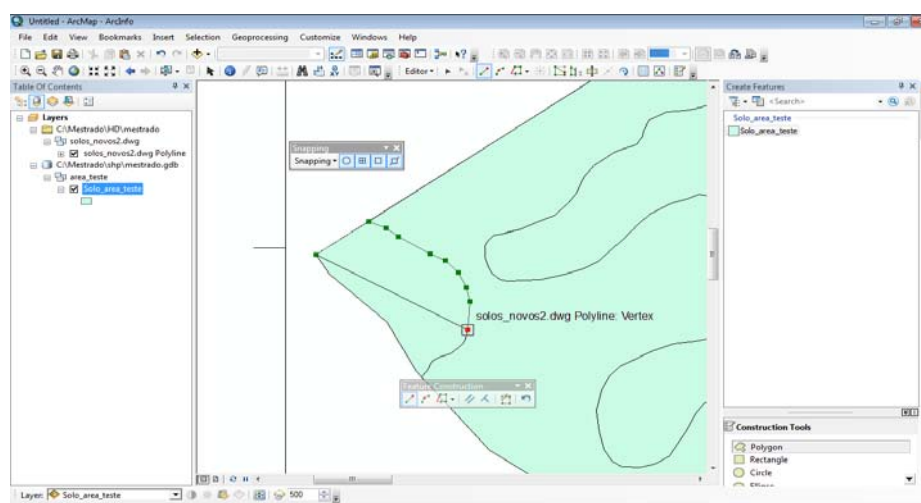 Untitled - ArcMap - ArcInfo
File Edit View Bookmarks Insert Selection Geoprocessing Customize Windows Help
Editor
Table Of Contents
Layers
C:\Mestrado\HD\mestrado
solos_novos2.dwg
solos_novos2.dwg Polyline
C:\Mestrado\shp\mestrado.gdb
area_teste
Solo_area_teste
Snapping
Snapping
solos_novos2.dwg Polyline: Vertex
Feature Construction
Create Features
<Search>
Solo_area_teste
Solo_area_teste
Construction Tools
Polygon
Rectangle
Circle
Ellipse
Layer: Solo_area_teste 500